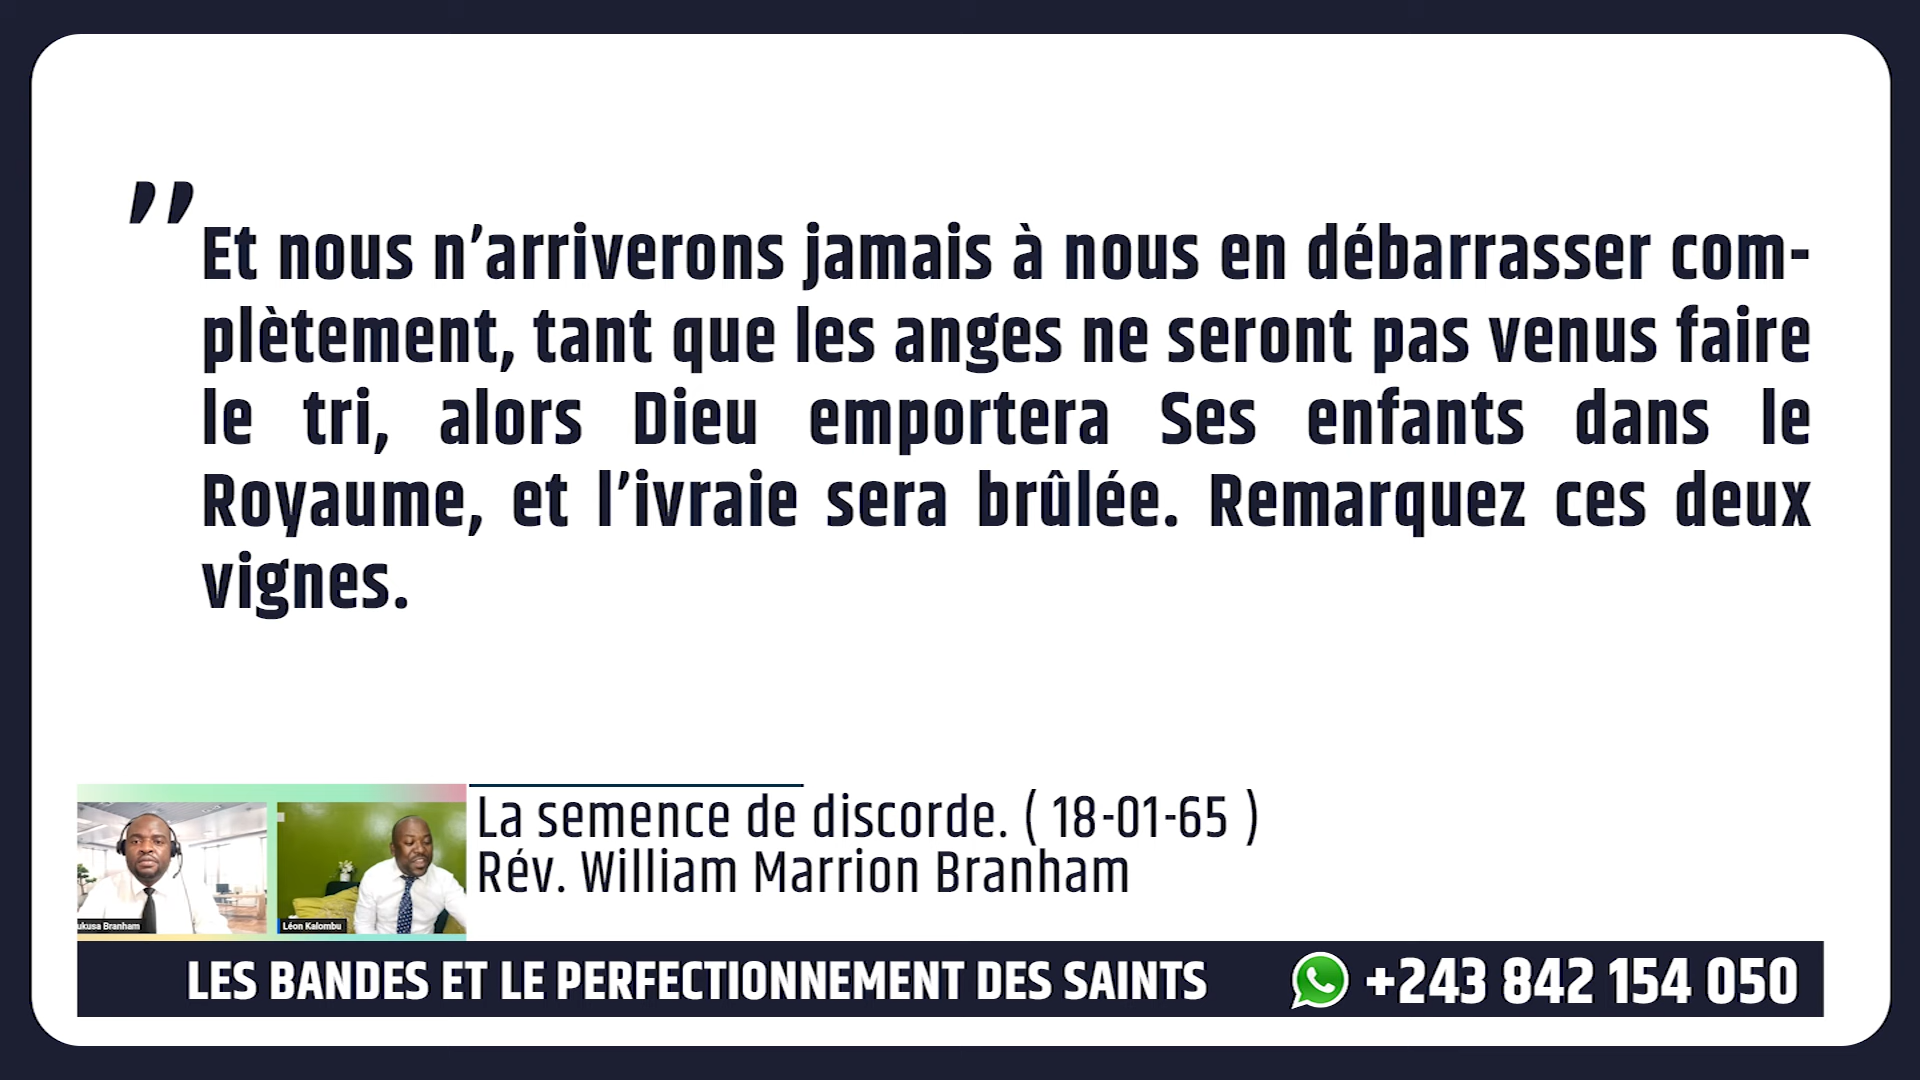 ”
Et nous n’arriverons jamais à nous en débarrasser com-
plètement, tant que les anges ne seront pas venus faire
le tri, alors Dieu emportera Ses enfants dans le
Royaume, et l’ivraie sera brûlée. Remarquez ces deux
vignes.
La semence de discorde. ( 18-01-65 )
Rév. William Marrion Branham
ukusa Branham
Léon Kalombu
LES BANDES ET LE PERFECTIONNEMENT DES SAINTS
+243 842 154 050